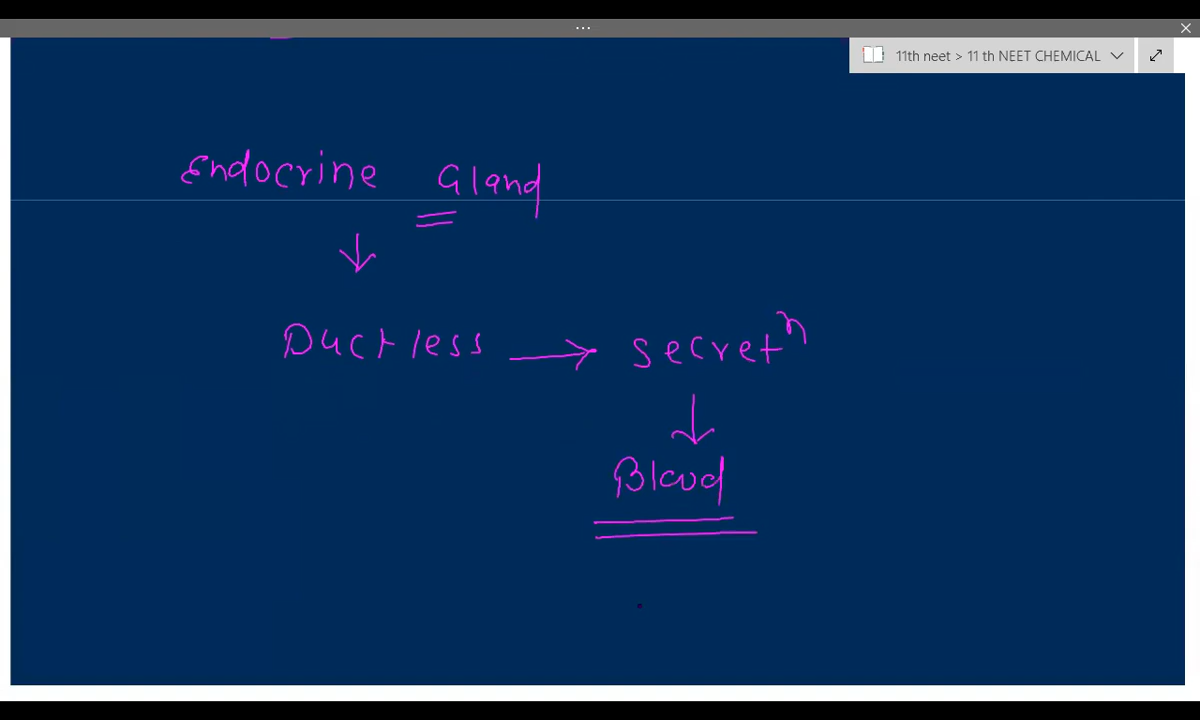 11th neet > 11 th NEET CHEMICAL
Endocrine Gland
Ductless → Secretⁿ
Blood